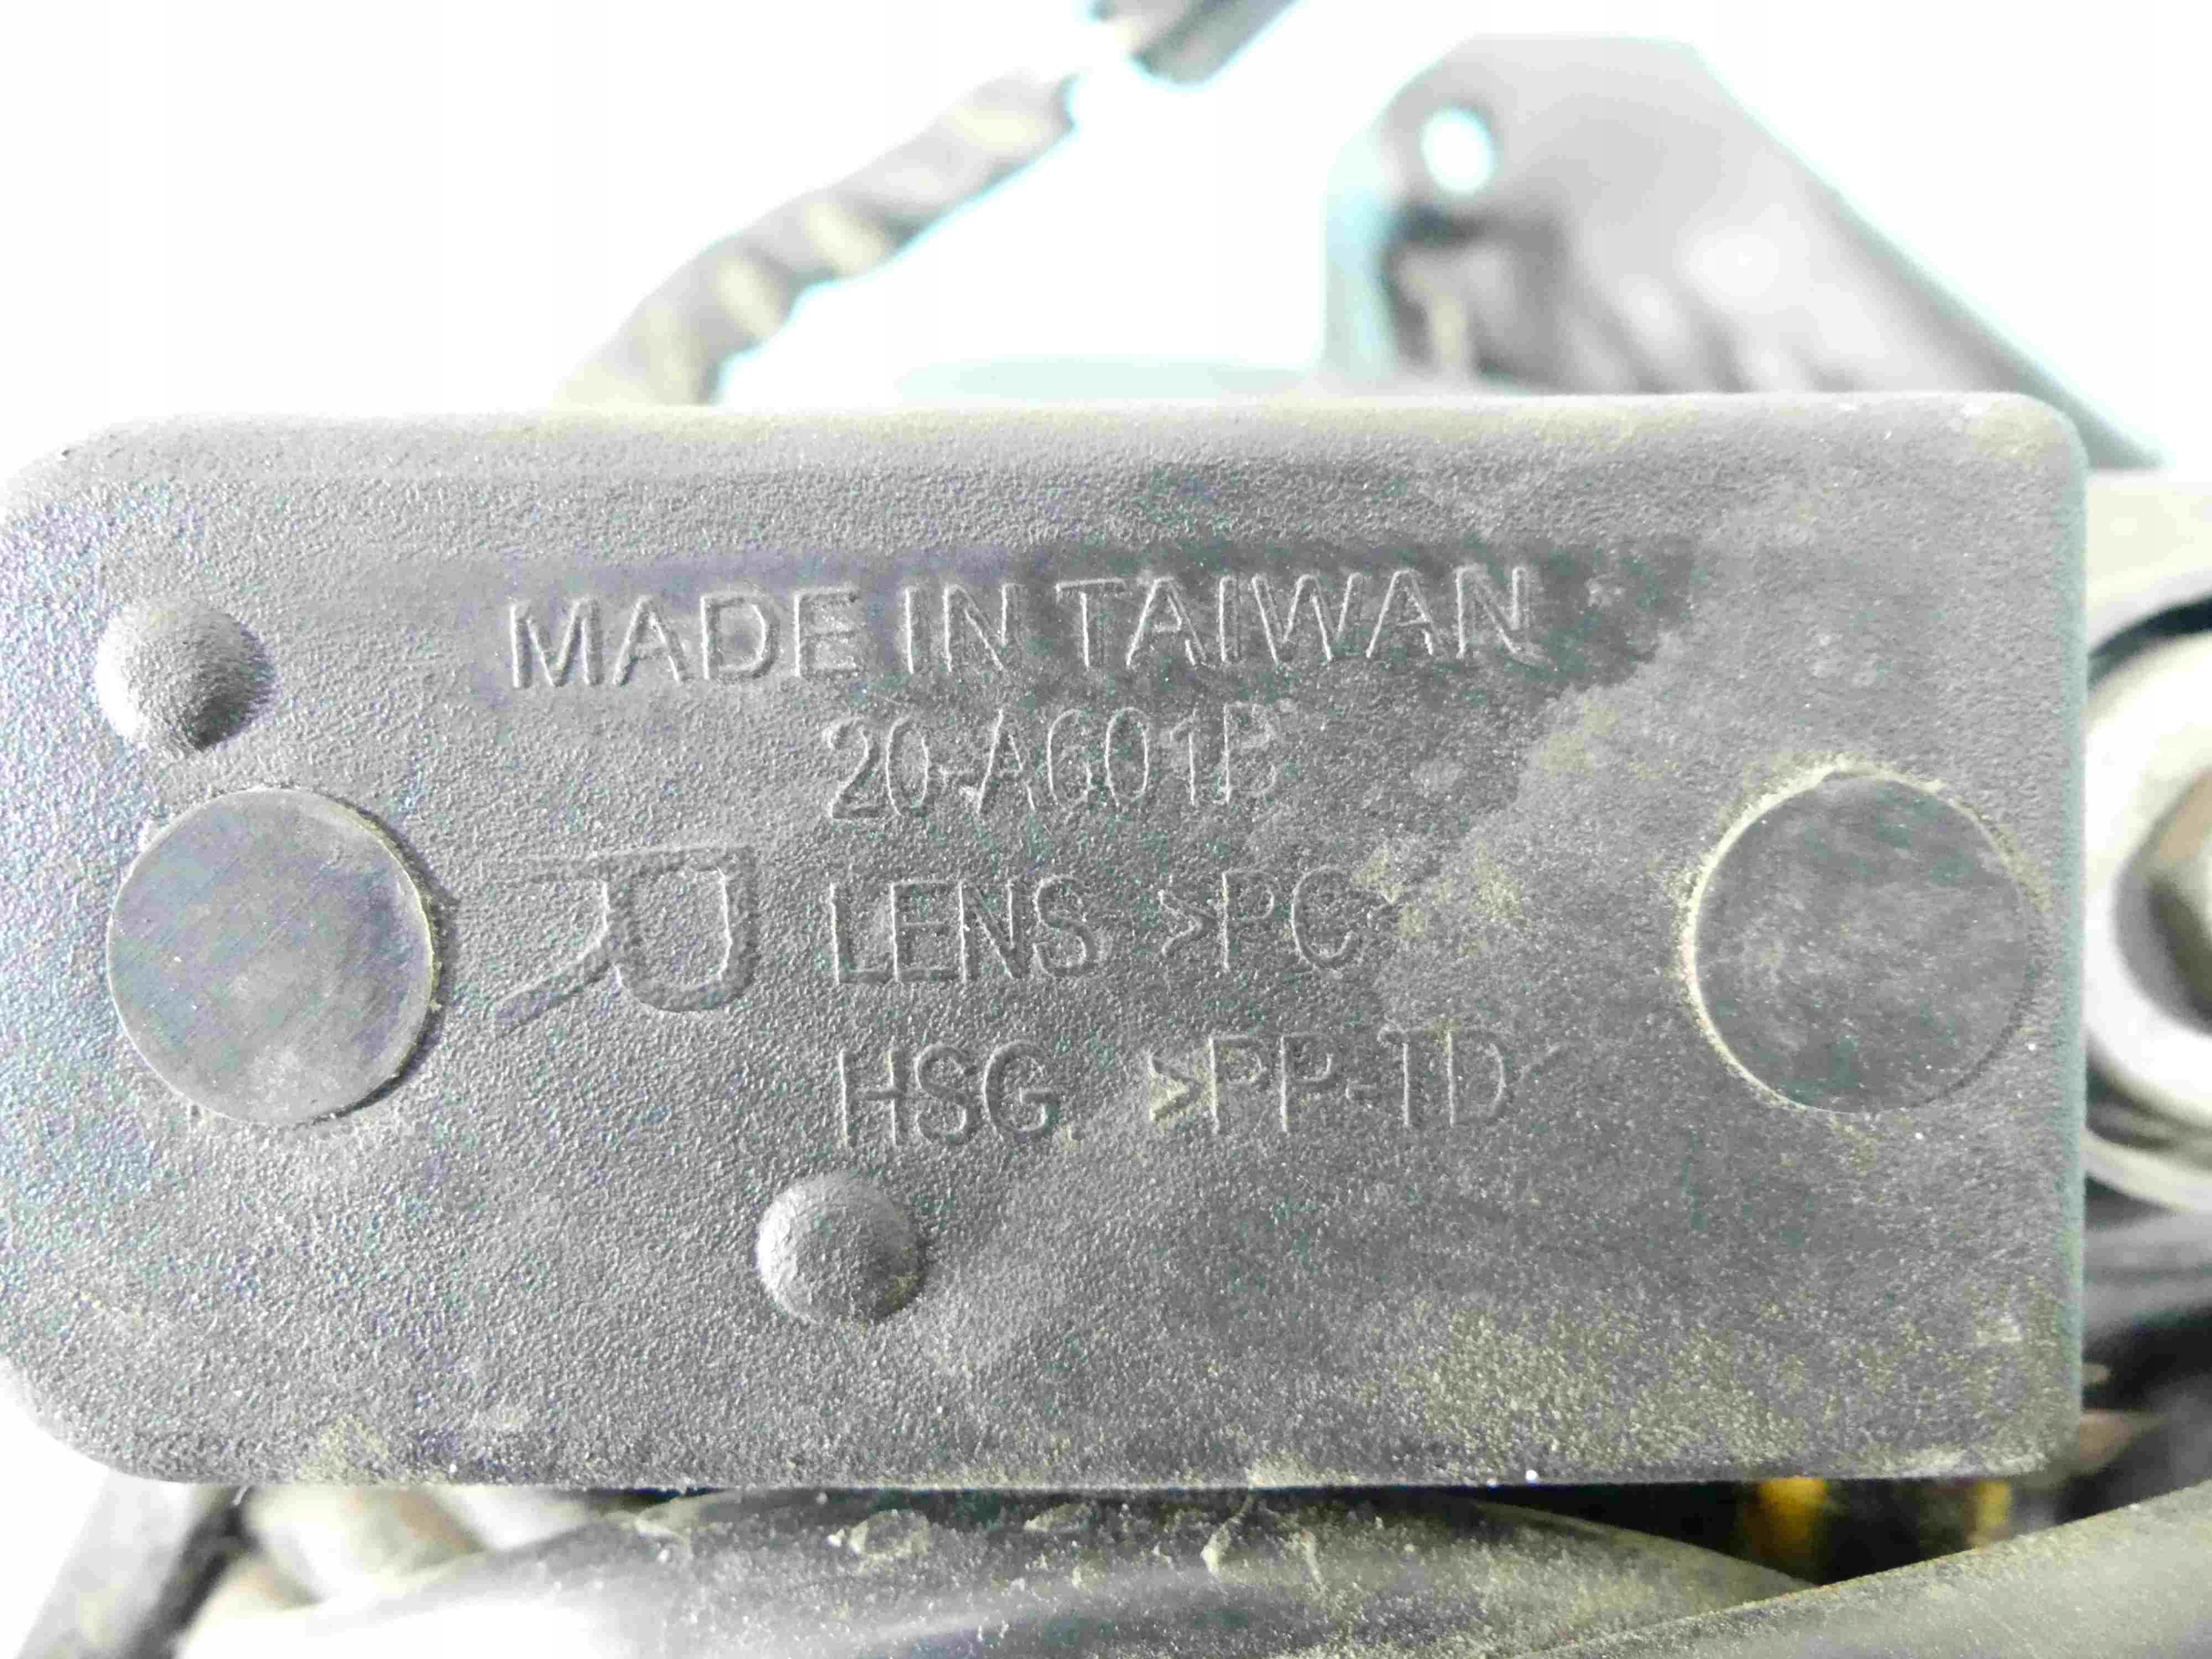 MADE IN TAIWAN
20-A601B
R
LENS >PC
HSG. >PP-TD